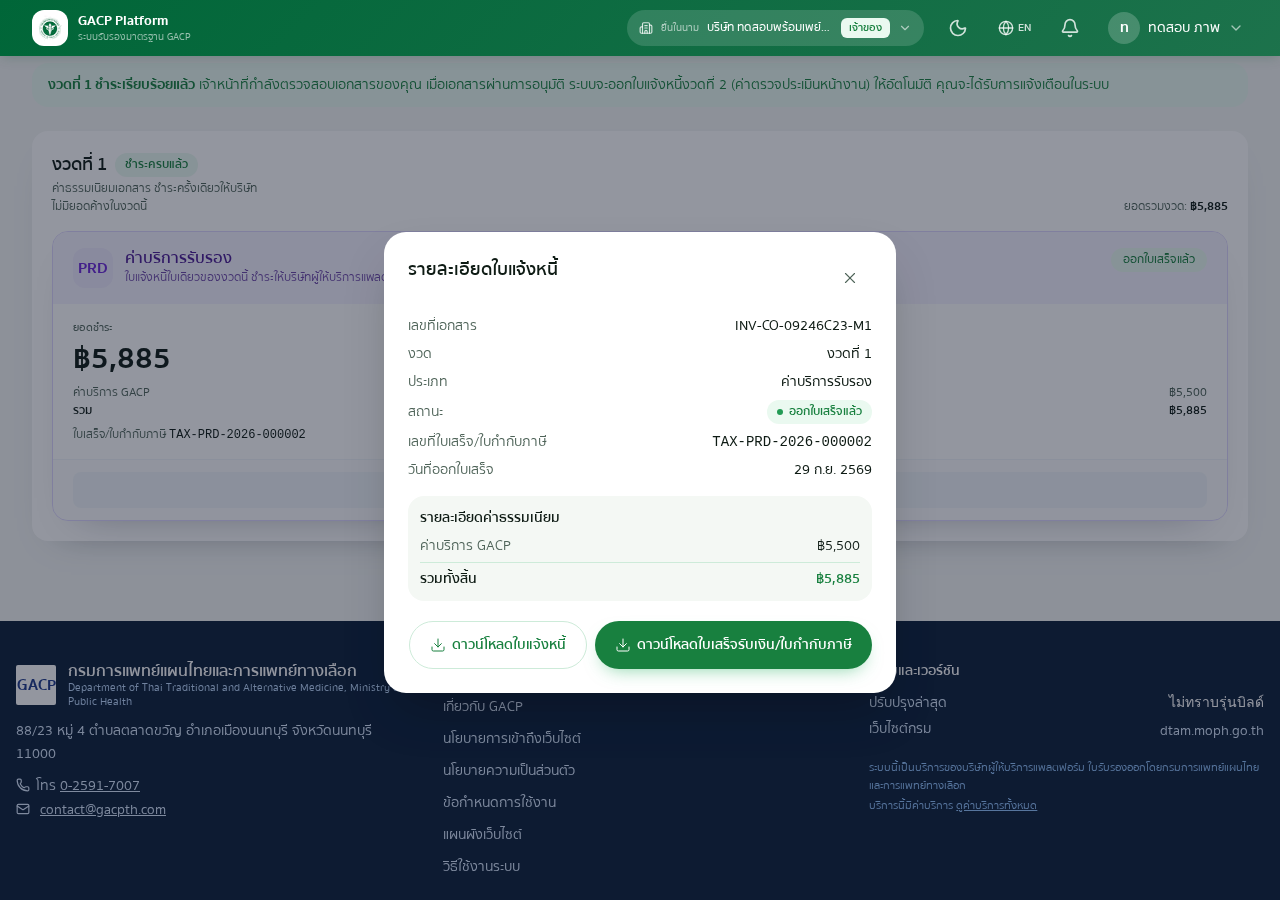 GACP Platform
ระบบรับรองมาตรฐาน GACP
ยื่นในนาม บริษัท ทดสอบพร้อมเพย์... เจ้าของ
EN
ท ทดสอบ ภาพ
งวดที่ 1 ชำระเรียบร้อยแล้ว เจ้าหน้าที่กำลังตรวจสอบเอกสารของคุณ เมื่อเอกสารผ่านการอนุมัติ ระบบจะออกใบแจ้งหนี้งวดที่ 2 (ค่าตรวจประเมินหน้างาน) ให้อัตโนมัติ คุณจะได้รับการแจ้งเตือนในระบบ
งวดที่ 1 ชำระครบแล้ว
ค่าธรรมเนียมเอกสาร ชำระครั้งเดียวให้บริษัท
ไม่มียอดค้างในงวดนี้
ยอดรวมงวด: ฿5,885
PRD
ค่าบริการรับรอง
ใบแจ้งหนี้ใบเดียวของงวดนี้ ชำระให้บริษัทผู้ให้บริการ
ออกใบเสร็จแล้ว
ยอดชำระ
฿5,885
ค่าบริการ GACP ฿5,500
รวม ฿5,885
ใบเสร็จ/ใบกำกับภาษี TAX-PRD-2026-000002
รายละเอียดใบแจ้งหนี้
เลขที่เอกสาร INV-CO-09246C23-M1
งวด งวดที่ 1
ประเภท ค่าบริการรับรอง
สถานะ ออกใบเสร็จแล้ว
เลขที่ใบเสร็จ/ใบกำกับภาษี TAX-PRD-2026-000002
วันที่ออกใบเสร็จ 29 ก.ย. 2569
รายละเอียดค่าธรรมเนียม
ค่าบริการ GACP ฿5,500
รวมทั้งสิ้น ฿5,885
ดาวน์โหลดใบแจ้งหนี้
ดาวน์โหลดใบเสร็จรับเงิน/ใบกำกับภาษี
GACP
กรมการแพทย์แผนไทยและการแพทย์ทางเลือก
Department of Thai Traditional and Alternative Medicine, Ministry
Public Health
88/23 หมู่ 4 ตำบลตลาดขวัญ อำเภอเมืองนนทบุรี จังหวัดนนทบุรี
11000
โทร 0-2591-7007
contact@gacpth.com
เกี่ยวกับ GACP
นโยบายการเข้าถึงเว็บไซต์
นโยบายความเป็นส่วนตัว
ข้อกำหนดการใช้งาน
แผนผังเว็บไซต์
วิธีใช้งานระบบ
และเวอร์ชัน
ปรับปรุงล่าสุด ไม่ทราบรุ่นบิลด์
เว็บไซต์กรม dtam.moph.go.th
ระบบนี้เป็นบริการของบริษัทผู้ให้บริการแพลตฟอร์ม ใบรับรองออกโดยกรมการแพทย์แผนไทย
และการแพทย์ทางเลือก
บริการนี้มีค่าบริการ ดูค่าบริการทั้งหมด